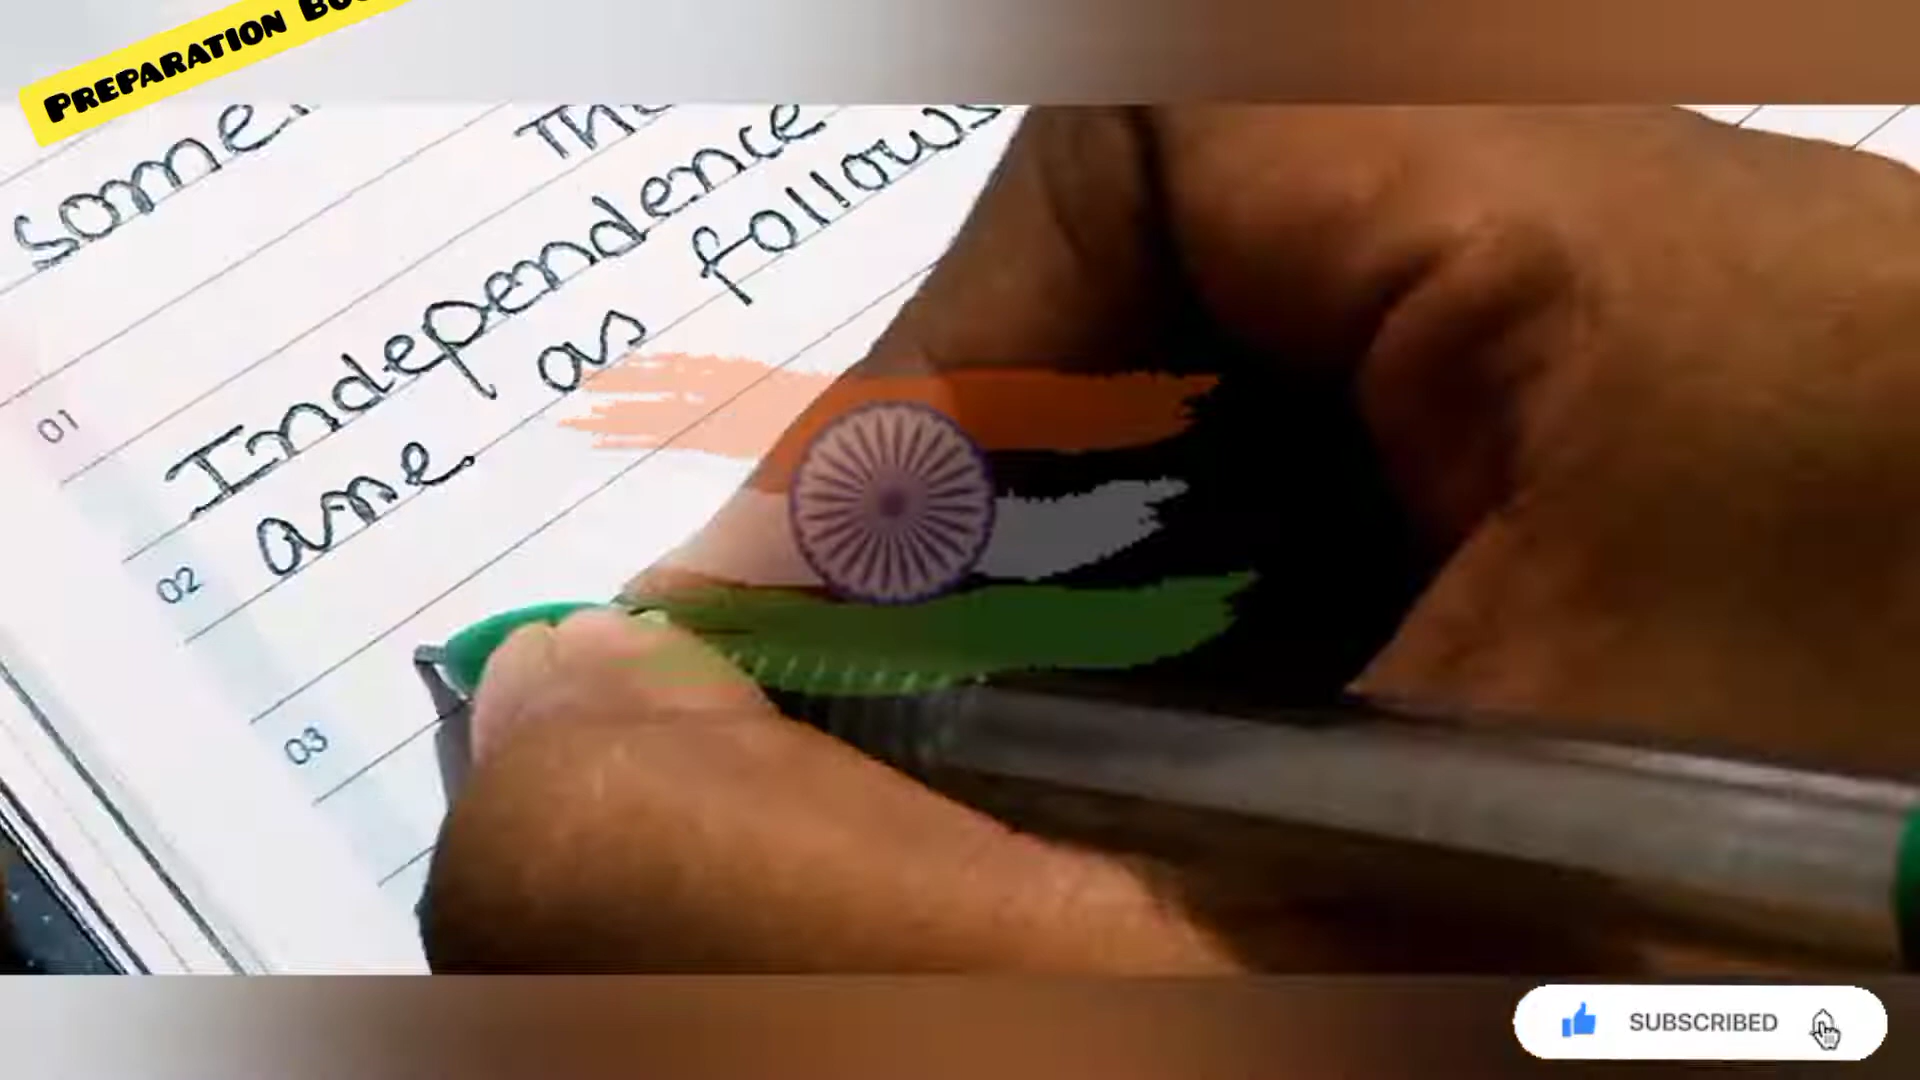 PREPARATION
some
The
Independence
are as follows
01
02
03
SUBSCRIBED